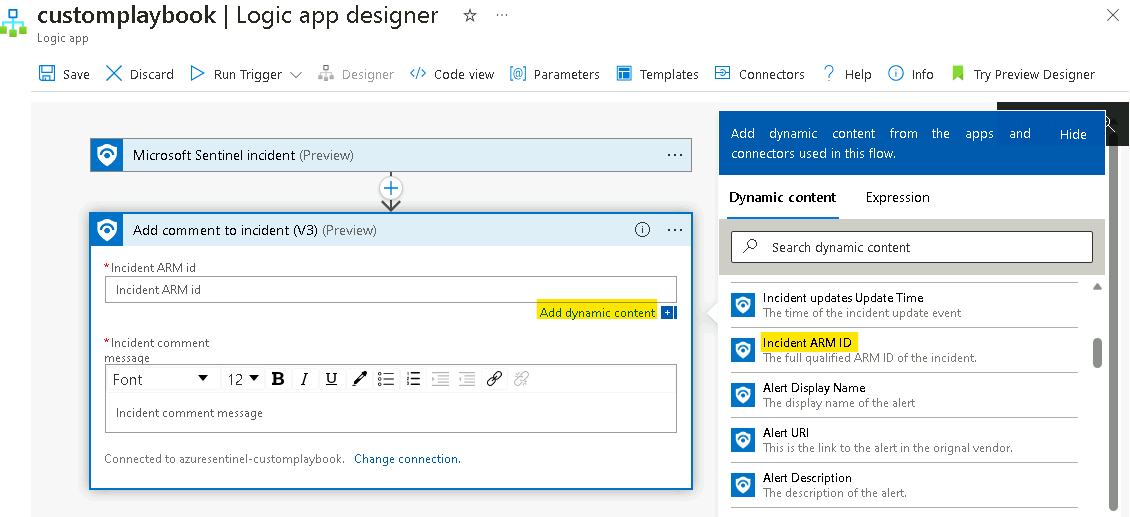 customplaybook | Logic app designer
Logic app
Save Discard Run Trigger Designer Code view Parameters Templates Connectors Help Info Try Preview Designer
Microsoft Sentinel incident (Preview)
Add comment to incident (V3) (Preview)
*Incident ARM id
Incident ARM id
Add dynamic content
*Incident comment
message
Font 12 B I U
Incident comment message
Connected to azuresentinel-customplaybook. Change connection.
Add dynamic content from the apps and
connectors used in this flow.
Hide
Dynamic content Expression
Search dynamic content
Incident updates Update Time
The time of the incident update event
Incident ARM ID
The full qualified ARM ID of the incident.
Alert Display Name
The display name of the alert
Alert URI
This is the link to the alert in the orignal vendor.
Alert Description
The description of the alert.